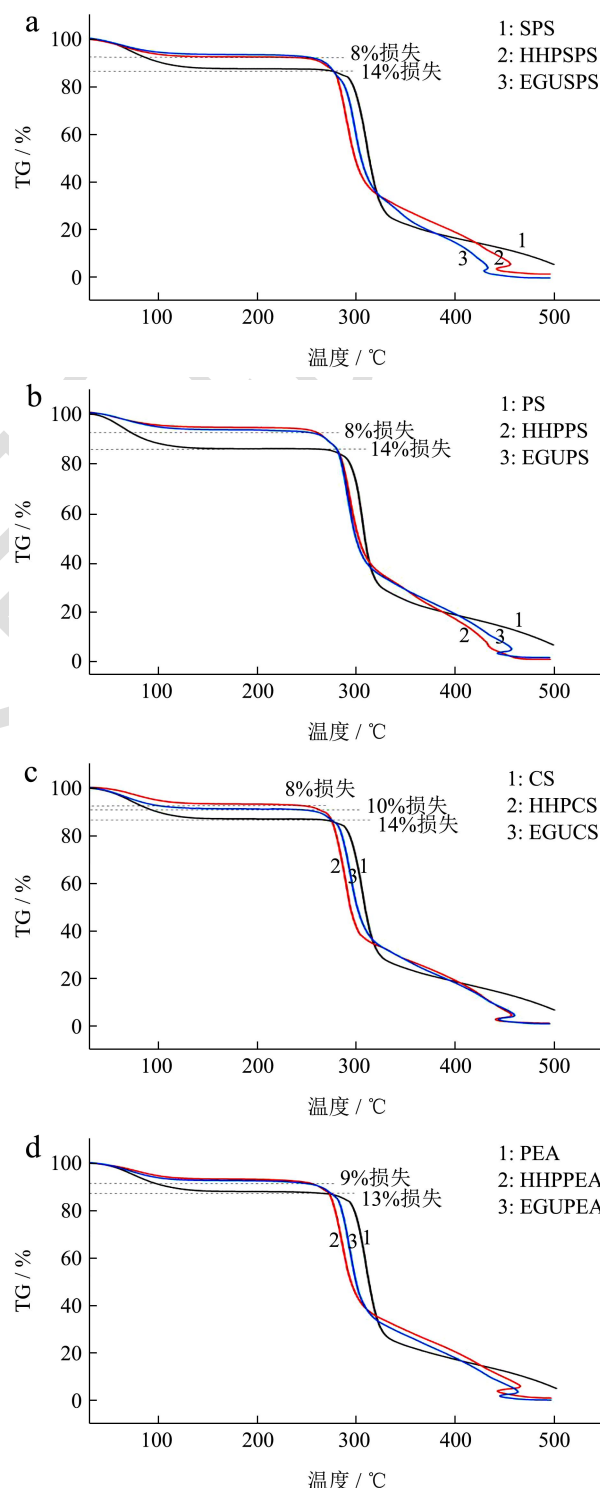 a
1: SPS
2: HHPSPS
3: EGUSPS
8%损失
14%损失
TG / %
100
80
60
40
20
0
1
2
3
100 200 300 400 500
温度 / ℃
b
1: PS
2: HHPPS
3: EGUPS
8%损失
14%损失
TG / %
100
80
60
40
20
0
1
2
3
100 200 300 400 500
温度 / ℃
c
1: CS
2: HHPCS
3: EGUCS
8%损失
10%损失
14%损失
TG / %
100
80
60
40
20
0
2 3 1
100 200 300 400 500
温度 / ℃
d
1: PEA
2: HHPPEA
3: EGUPEA
9%损失
13%损失
TG / %
100
80
60
40
20
0
2 3 1
100 200 300 400 500
温度 / ℃